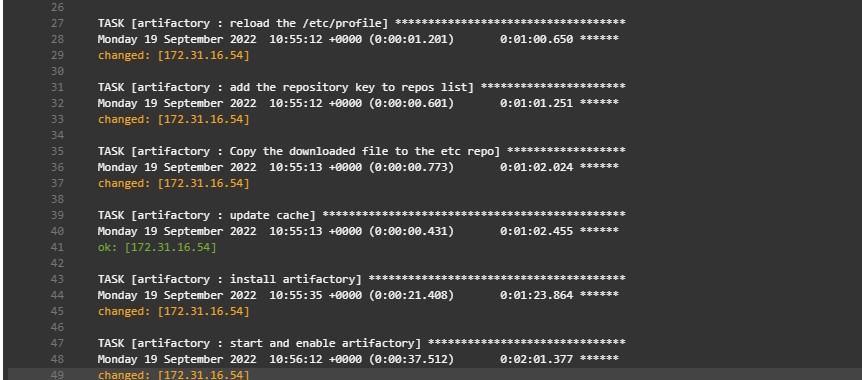 26
27 TASK [artifactory : reload the /etc/profile] ***********************************
28 Monday 19 September 2022  10:55:12 +0000 (0:00:01.201)       0:01:00.650 ******
29 changed: [172.31.16.54]
30
31 TASK [artifactory : add the repository key to repos list] **********************
32 Monday 19 September 2022  10:55:12 +0000 (0:00:00.601)       0:01:01.251 ******
33 changed: [172.31.16.54]
34
35 TASK [artifactory : Copy the downloaded file to the etc repo] ******************
36 Monday 19 September 2022  10:55:13 +0000 (0:00:00.773)       0:01:02.024 ******
37 changed: [172.31.16.54]
38
39 TASK [artifactory : update cache] **********************************************
40 Monday 19 September 2022  10:55:13 +0000 (0:00:00.431)       0:01:02.455 ******
41 ok: [172.31.16.54]
42
43 TASK [artifactory : install artifactory] ***************************************
44 Monday 19 September 2022  10:55:35 +0000 (0:00:21.408)       0:01:23.864 ******
45 changed: [172.31.16.54]
46
47 TASK [artifactory : start and enable artifactory] ******************************
48 Monday 19 September 2022  10:56:12 +0000 (0:00:37.512)       0:02:01.377 ******
49 changed: [172.31.16.54]